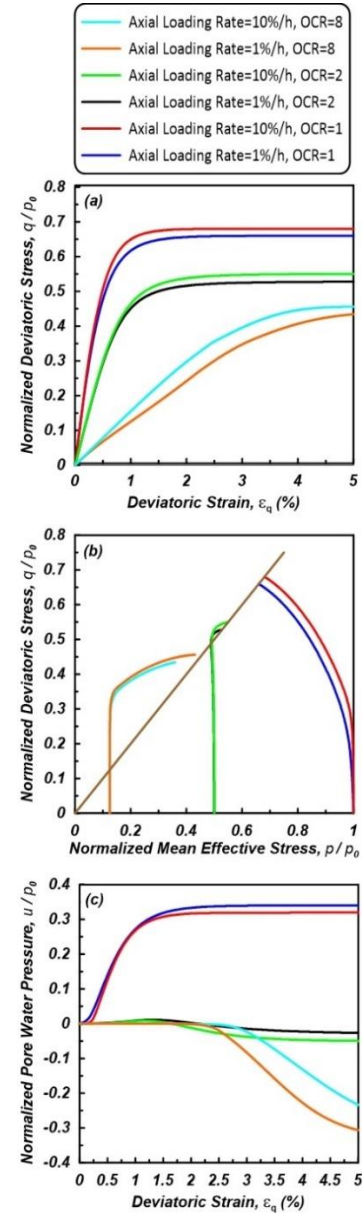 Axial Loading Rate=10%/h, OCR=8
Axial Loading Rate=1%/h, OCR=8
Axial Loading Rate=10%/h, OCR=2
Axial Loading Rate=1%/h, OCR=2
Axial Loading Rate=10%/h, OCR=1
Axial Loading Rate=1%/h, OCR=1
(a)
Normalized Deviatoric Stress, q/p₀
0.8
0.7
0.6
0.5
0.4
0.3
0.2
0.1
0
0 1 2 3 4 5
Deviatoric Strain, εq (%)
(b)
Normalized Deviatoric Stress, q/p₀
0.8
0.7
0.6
0.5
0.4
0.3
0.2
0.1
0
0 0.2 0.4 0.6 0.8 1
Normalized Mean Effective Stress, p/p₀
(c)
Normalized Pore Water Pressure, u/p₀
0.4
0.3
0.2
0.1
0
-0.1
-0.2
-0.3
-0.4
0 0.5 1 1.5 2 2.5 3 3.5 4 4.5 5
Deviatoric Strain, εq (%)